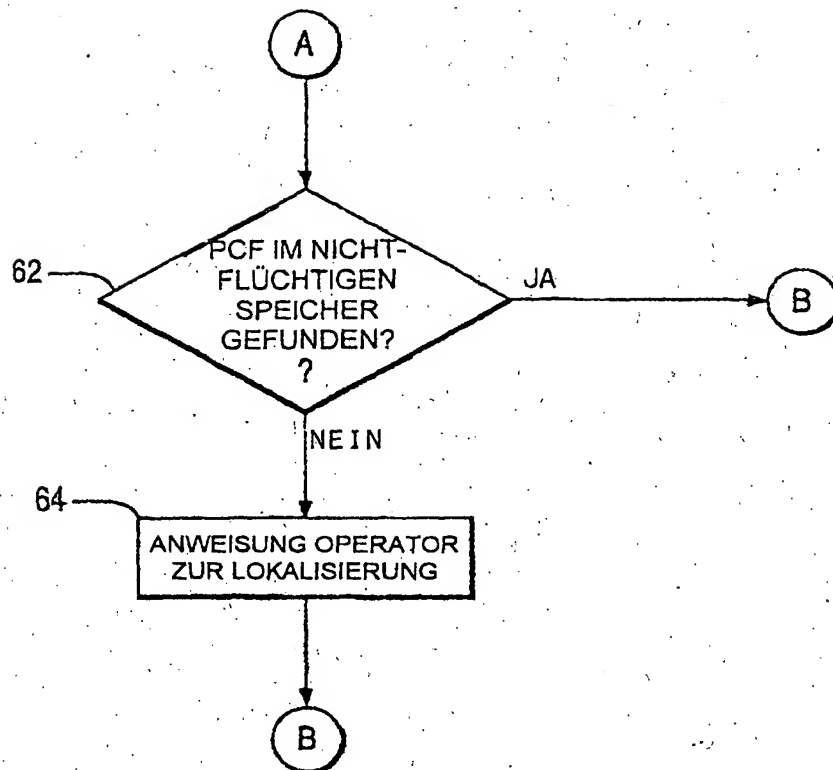 A
62
PCF IM NICHT-
FLÜCHTIGEN
SPEICHER
GEFUNDEN?
?
JA
B
NEIN
64
ANWEISUNG OPERATOR
ZUR LOKALISIERUNG
B